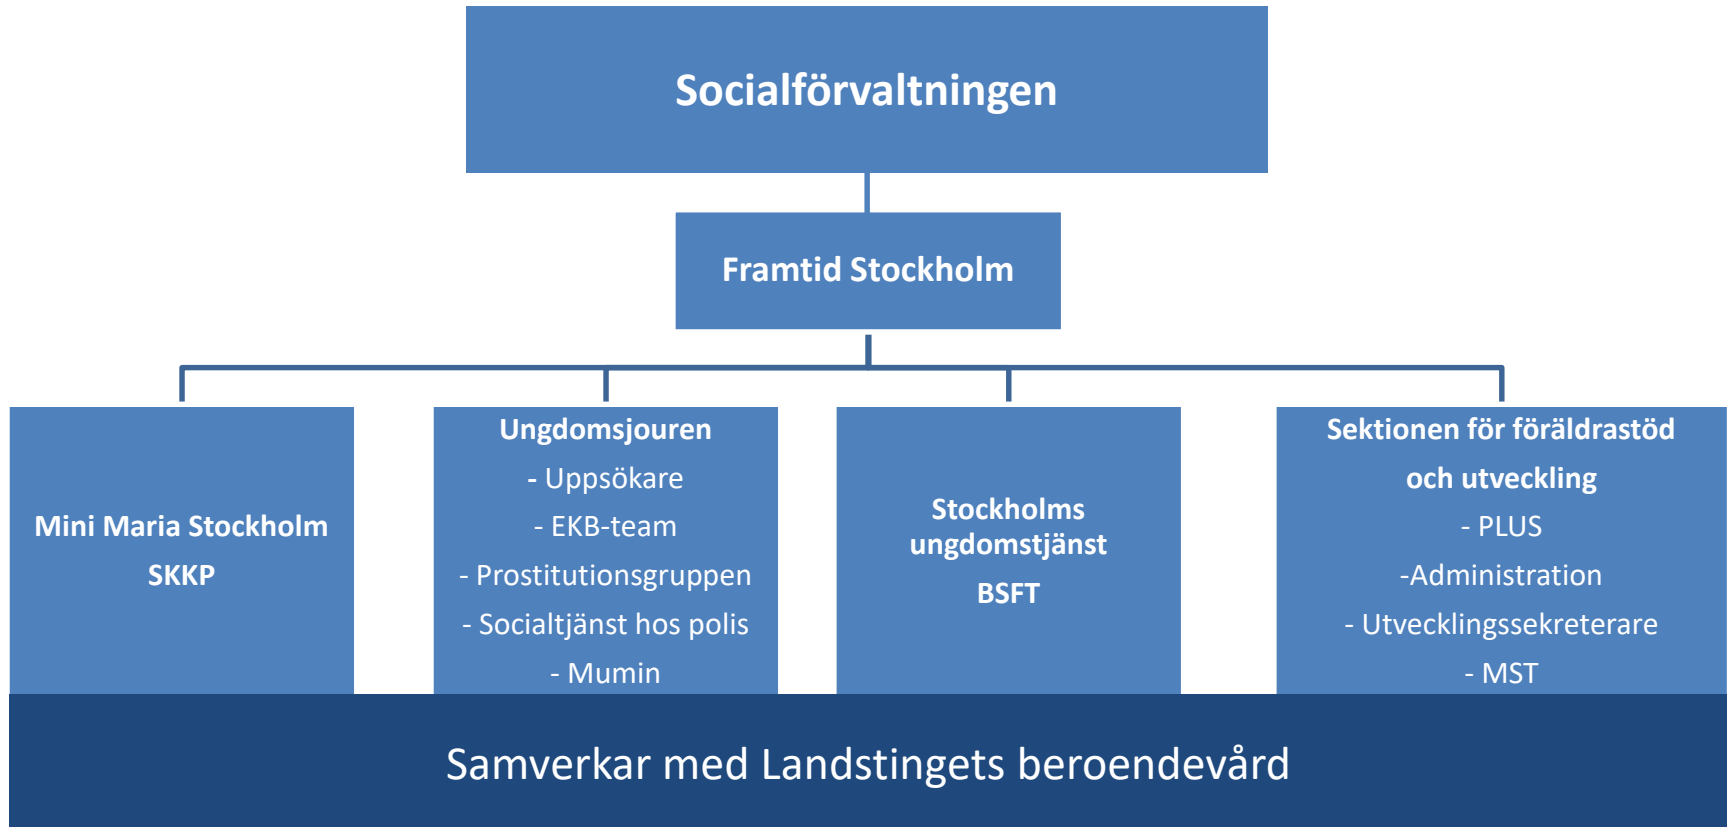 Socialförvaltningen
Framtid Stockholm
Mini Maria Stockholm
SKKP
Ungdomsjouren
- Uppsökare
- EKB-team
- Prostitutionsgruppen
- Socialtjänst hos polis
- Mumin
Stockholms
ungdomstjänst
BSFT
Sektionen för föräldrastöd
och utveckling
- PLUS
-Administration
- Utvecklingssekreterare
- MST
Samverkar med Landstingets beroendevård